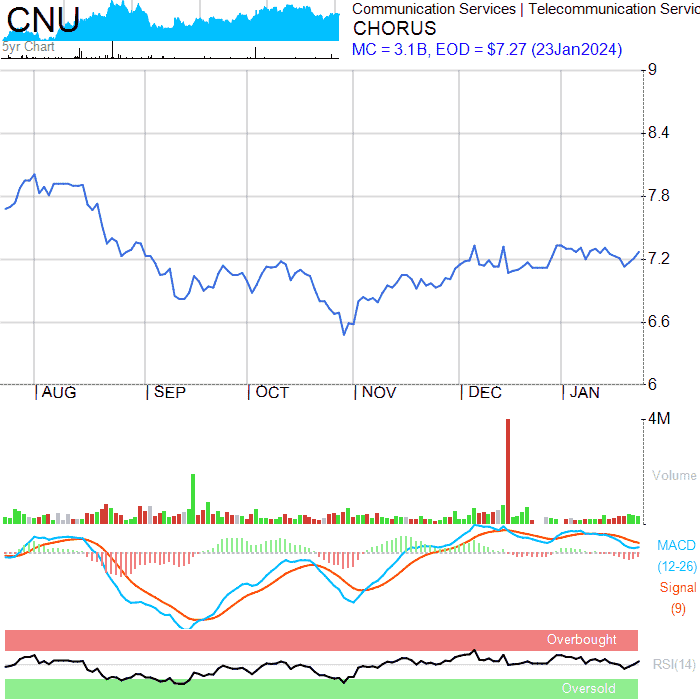 CNU
5yr Chart
Communication Services | Telecommunication Servic
CHORUS
MC = 3.1B, EOD = $7.27 (23Jan2024)
9
8.4
7.8
7.2
6.6
6
AUG SEP OCT NOV DEC JAN
4M
Volume
MACD
(12-26)
Signal
(9)
Overbought
RSI(14)
Oversold